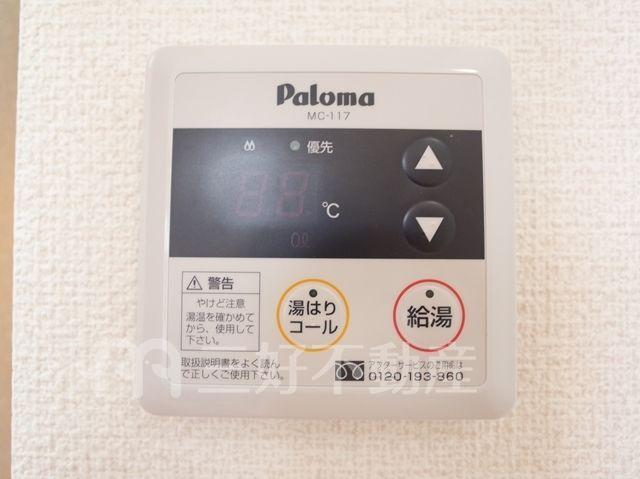 Paloma
MC-117
優先
℃
0ℓ
警告
やけど注意
湯温を確かめて
から、使用して
下さい。
取扱説明書をよく読ん
で正しくご使用下さい。
湯はり
コール
給湯
アフターサービスのご用命は
0120-193-860
三好不動産